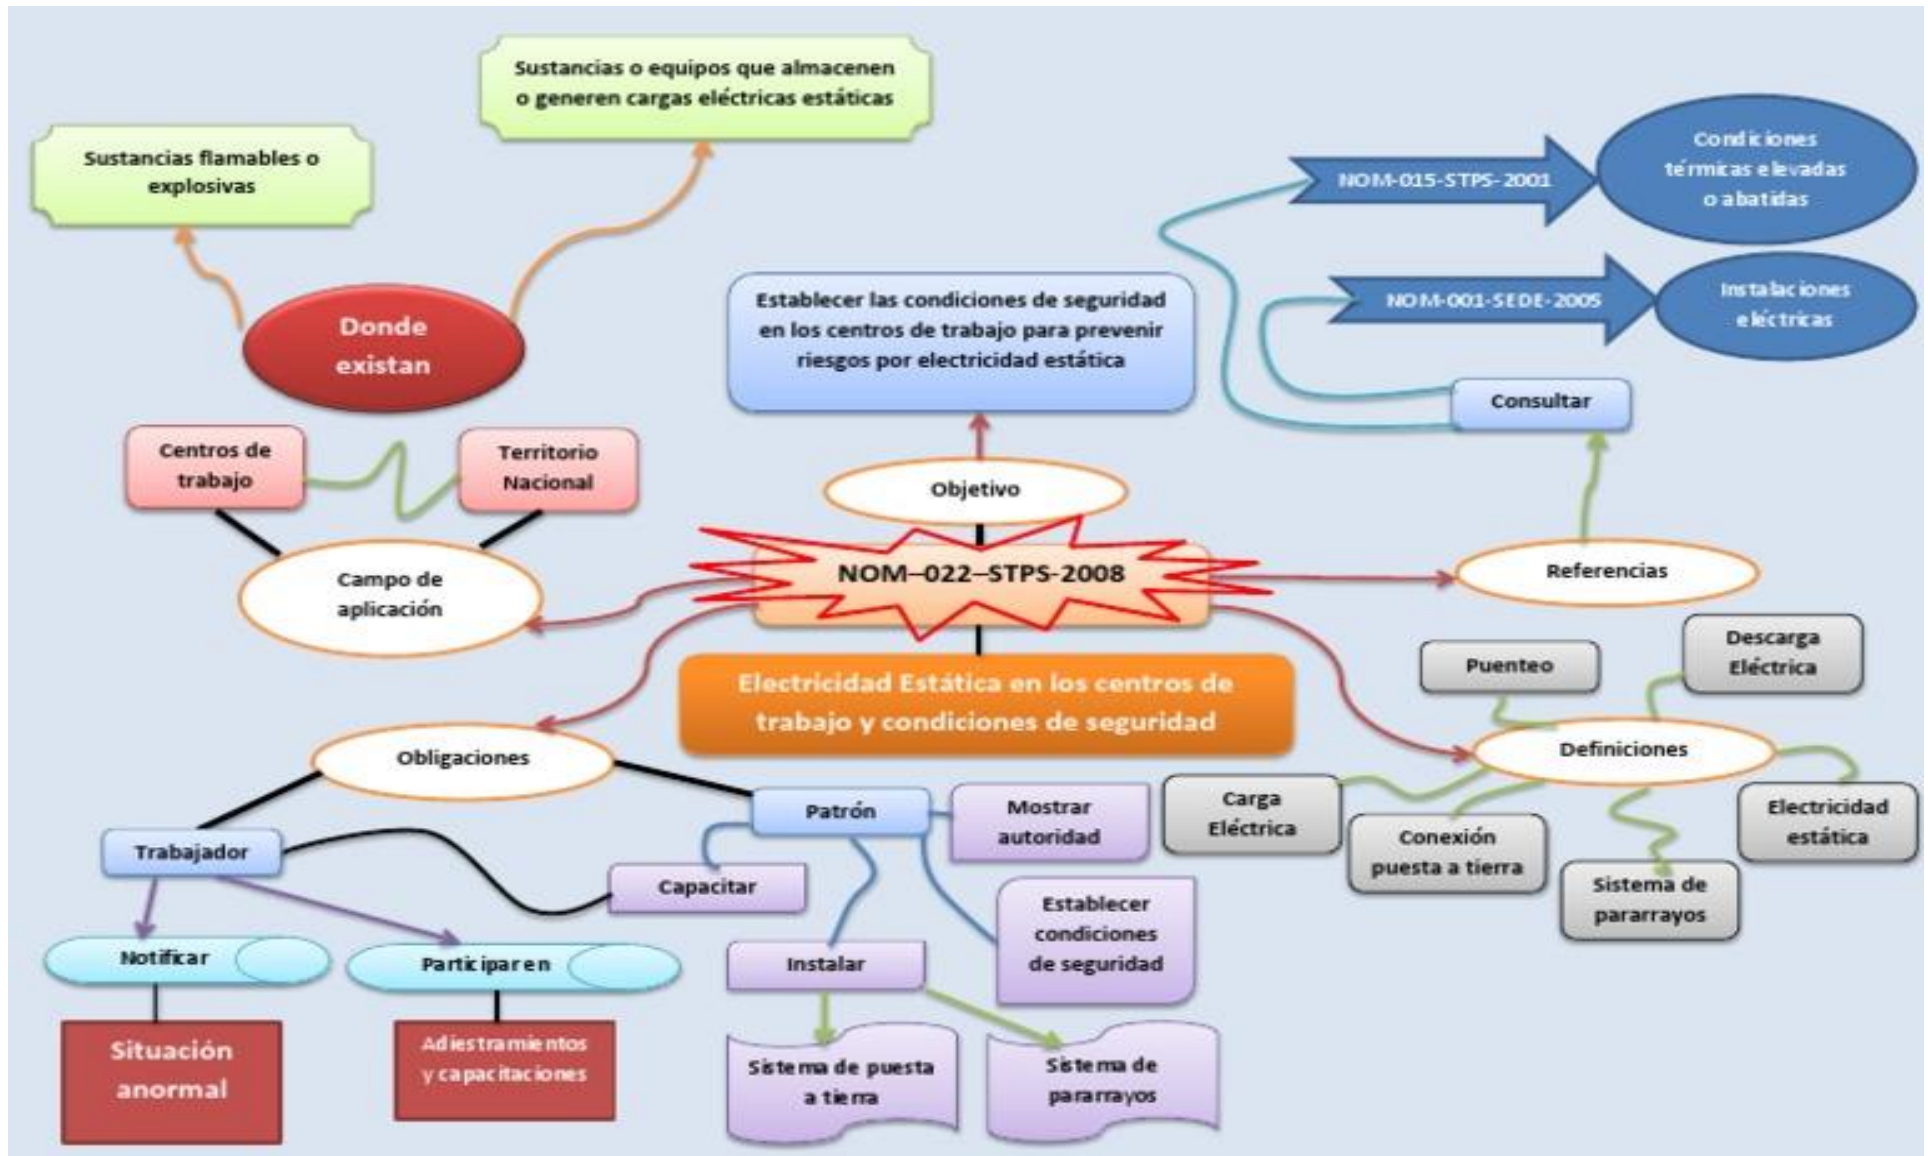 Sustancias o equipos que almacenen
o generen cargas eléctricas estáticas
Sustancias flamables o
explosivas
Donde
existan
Centros de
trabajo
Territorio
Nacional
Campo de
aplicación
Establecer las condiciones de seguridad
en los centros de trabajo para prevenir
riesgos por electricidad estática
Objetivo
NOM–022–STPS-2008
Electricidad Estática en los centros de
trabajo y condiciones de seguridad
NOM-015-STPS-2001
Condiciones
térmicas elevadas
o abatidas
NOM-001-SEDE-2005
Instalaciones
eléctricas
Consultar
Referencias
Puenteo
Descarga
Eléctrica
Definiciones
Carga
Eléctrica
Conexión
puesta a tierra
Sistema de
pararrayos
Electricidad
estática
Obligaciones
Trabajador
Patrón
Mostrar
autoridad
Capacitar
Establecer
condiciones
de seguridad
Instalar
Notificar
Participar en
Situación
anormal
Adiestramientos
y capacitaciones
Sistema de puesta
a tierra
Sistema de
pararrayos